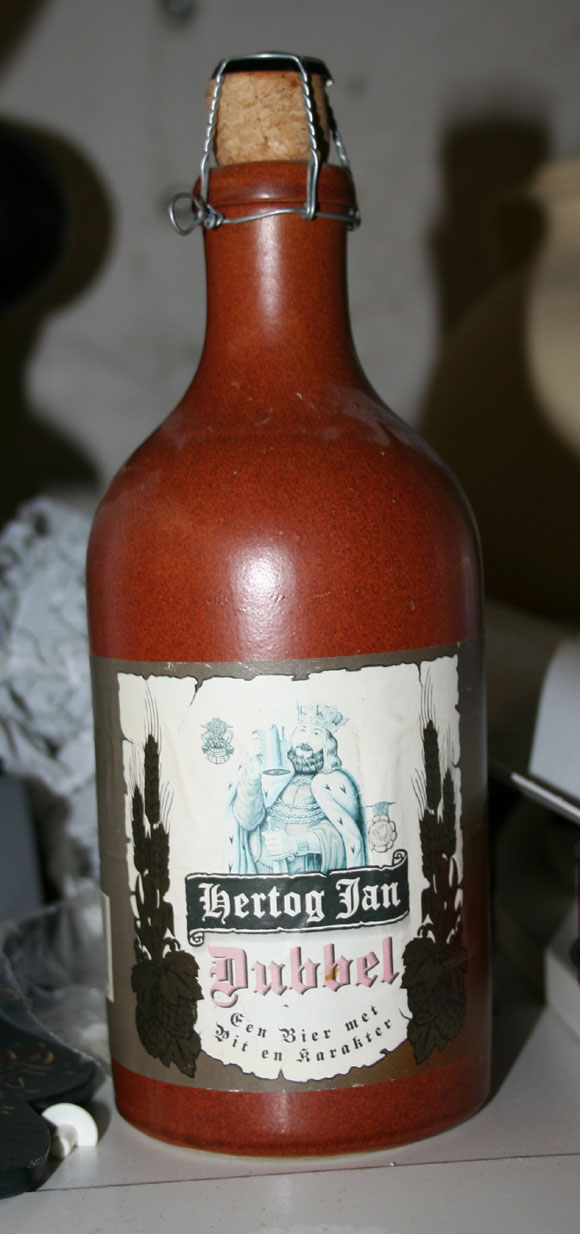 Hertog Jan
Dubbel
Een Bier met
Pit en Karakter